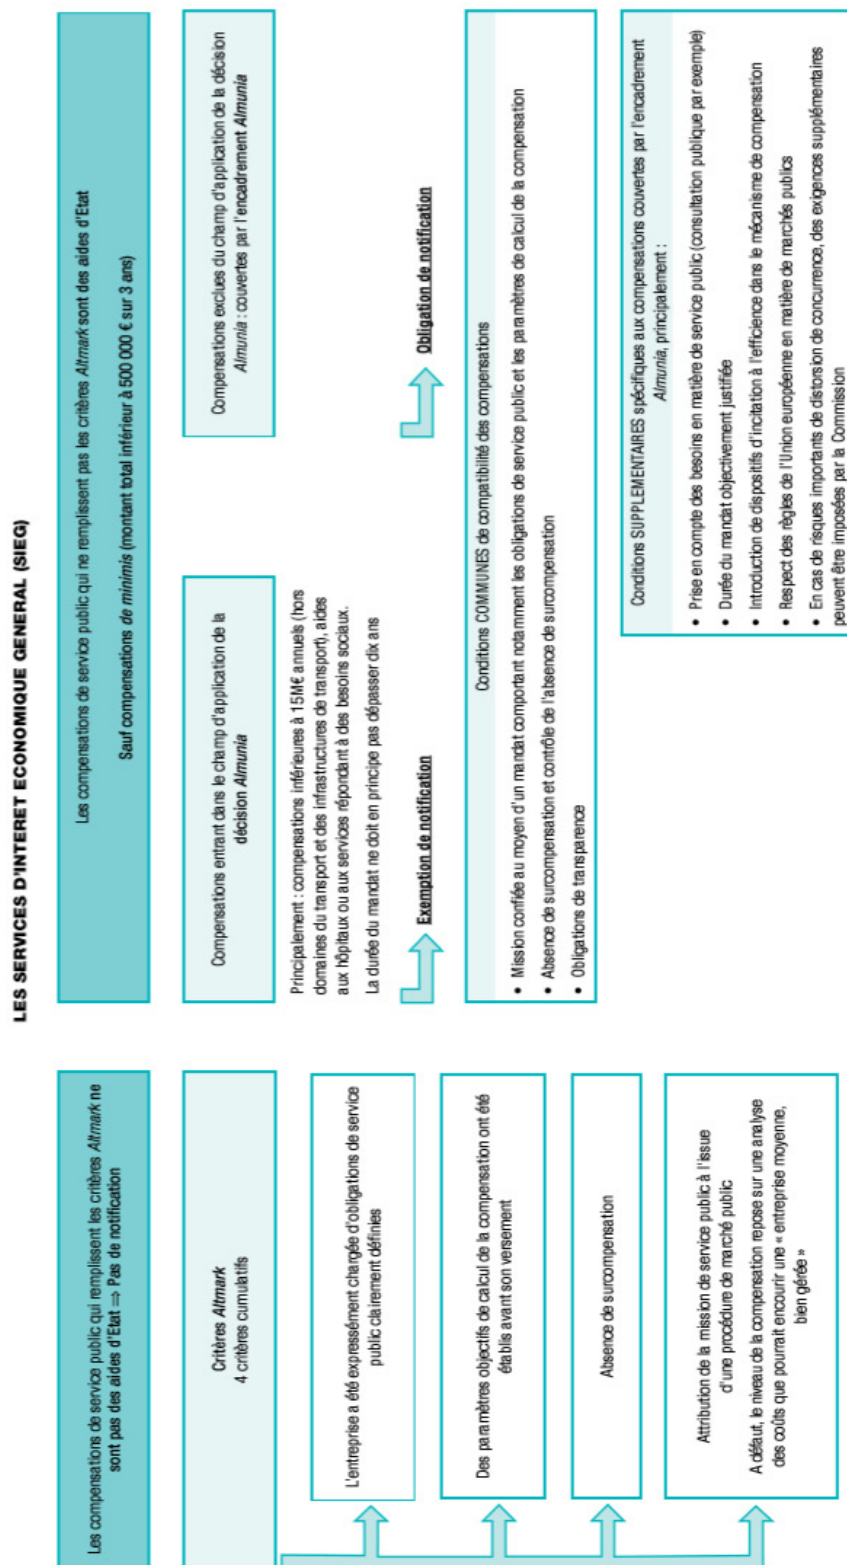 LES SERVICES D'INTERET ECONOMIQUE GENERAL (SIEG)
Les compensations de service public qui remplissent les critères Altmark ne
sont pas des aides d'Etat ⇒ Pas de notification
Critères Altmark
4 critères cumulatifs
L'entreprise a été expressément chargée d'obligations de service
public clairement définies
Des paramètres objectifs de calcul de la compensation ont été
établis avant son versement
Absence de surcompensation
Attribution de la mission de service public à l'issue
d'une procédure de marché public
A défaut, le niveau de la compensation repose sur une analyse
des coûts que pourrait encourir une « entreprise moyenne,
bien gérée »
Les compensations de service public qui ne remplissent pas les critères Altmark sont des aides d'Etat
Sauf compensations de minimis (montant total inférieur à 500 000 € sur 3 ans)
Compensations entrant dans le champ d'application de la
décision Almunia
Principalement : compensations inférieures à 15M€ annuels (hors
domaines du transport et des infrastructures de transport), aides
aux hôpitaux ou aux services répondant à des besoins sociaux.
La durée du mandat ne doit en principe pas dépasser dix ans
Exemption de notification
Compensations exclues du champ d'application de la décision
Almunia : couvertes par l'encadrement Almunia
Obligation de notification
Conditions COMMUNES de compatibilité des compensations
• Mission confiée au moyen d'un mandat comportant notamment les obligations de service public et les paramètres de calcul de la compensation
• Absence de surcompensation et contrôle de l'absence de surcompensation
• Obligations de transparence
Conditions SUPPLEMENTAIRES spécifiques aux compensations couvertes par l'encadrement
Almunia, principalement :
• Prise en compte des besoins en matière de service public (consultation publique par exemple)
• Durée du mandat objectivement justifiée
• Introduction de dispositifs d'incitation à l'efficience dans le mécanisme de compensation
• Respect des règles de l'Union européenne en matière de marchés publics
• En cas de risques importants de distorsion de concurrence, des exigences supplémentaires
peuvent être imposées par la Commission